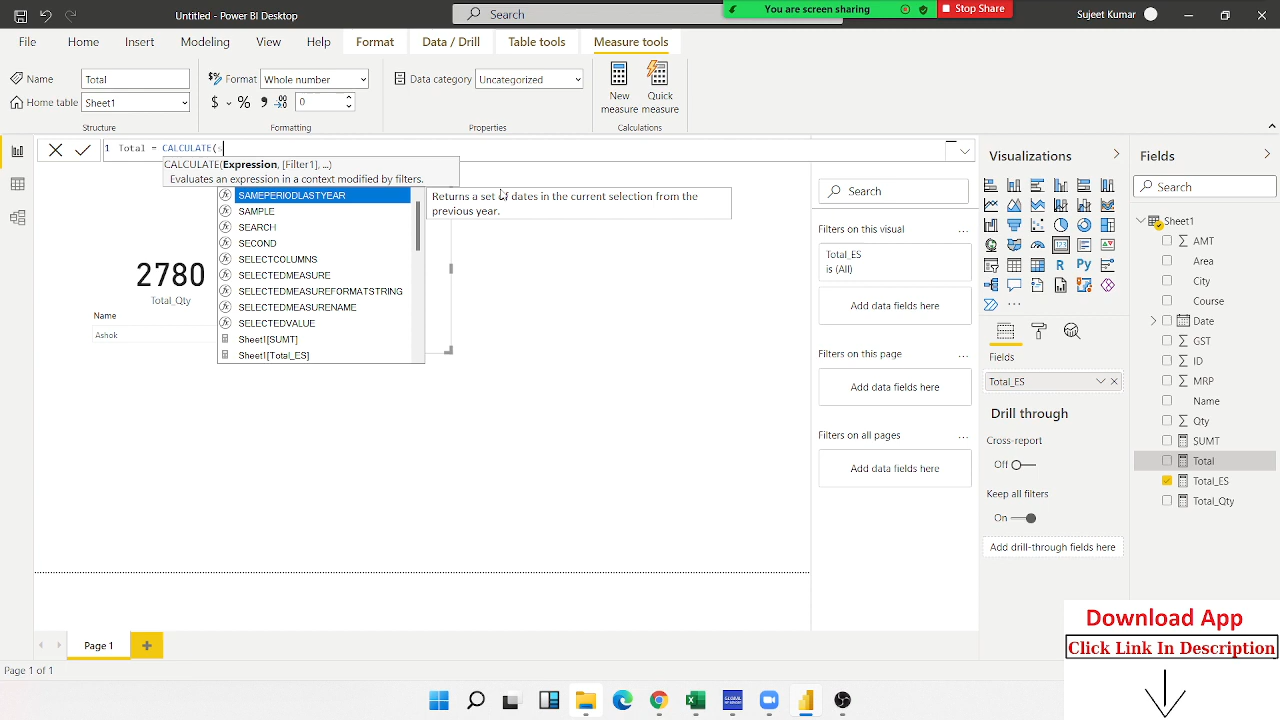 Untitled - Power BI Desktop
Search
You are screen sharing
Stop Share
Sujeet Kumar
File
Home
Insert
Modeling
View
Help
Format
Data / Drill
Table tools
Measure tools
Name
Total
Home table
Sheet1
Structure
Format
Whole number
$
%
0
Formatting
Data category
Uncategorized
Properties
New measure
Quick measure
Calculations
1 Total = CALCULATE(s
CALCULATE(Expression, [Filter1], ...)
Evaluates an expression in a context modified by filters.
SAMEPERIODLASTYEAR
SAMPLE
SEARCH
SECOND
SELECTCOLUMNS
SELECTEDMEASURE
SELECTEDMEASUREFORMATSTRING
SELECTEDMEASURENAME
SELECTEDVALUE
Sheet1[SUMT]
Sheet1[Total_ES]
Returns a set of dates in the current selection from the
previous year.
2780
Total_Qty
Name
Ashok
Search
Filters on this visual
Total_ES
is (All)
Add data fields here
Filters on this page
Add data fields here
Filters on all pages
Add data fields here
Visualizations
Fields
Total_ES
Drill through
Cross-report
Off
Keep all filters
On
Add drill-through fields here
Fields
Search
Sheet1
AMT
Area
City
Course
Date
GST
ID
MRP
Name
Qty
SUMT
Total
Total_ES
Total_Qty
Page 1
Page 1 of 1
Download App
Click Link In Description